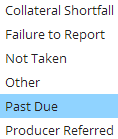 Collateral Shortfall
Failure to Report
Not Taken
Other
Past Due
Producer Referred